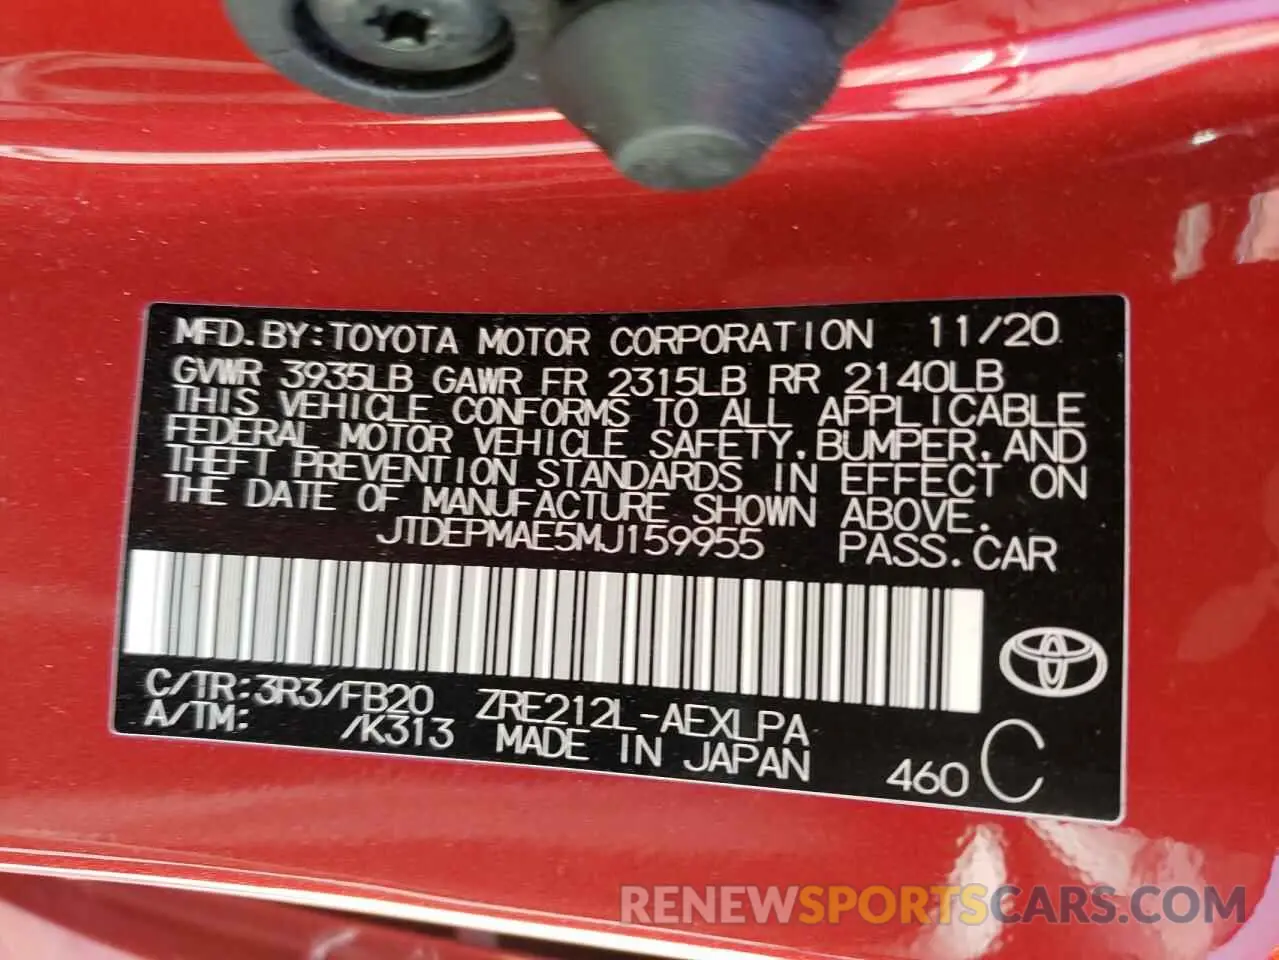 MFD.BY:TOYOTA MOTOR CORPORATION 11/20
GVWR 3935LB GAWR FR 2315LB RR 2140LB
THIS VEHICLE CONFORMS TO ALL APPLICABLE
FEDERAL MOTOR VEHICLE SAFETY,BUMPER,AND
THEFT PREVENTION STANDARDS IN EFFECT ON
THE DATE OF MANUFACTURE SHOWN ABOVE.
JTDEPMAE5MJ159955 PASS.CAR
C/TR:3R3/FB20 ZRE212L-AEXLPA
A/TM: /K313 MADE IN JAPAN 460 C
RENEWSPORTSCARS.COM